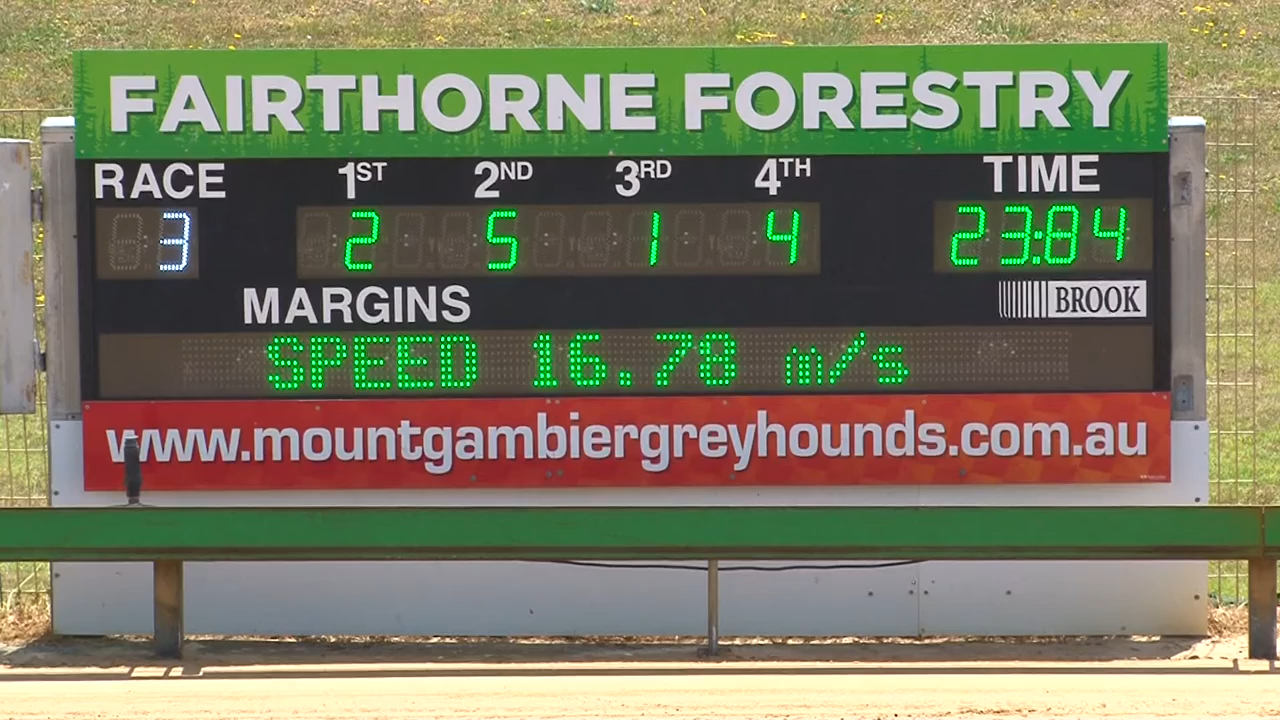 FAIRTHORNE FORESTRY
RACE 1ST 2ND 3RD 4TH TIME
3 2 5 1 4 23:84
MARGINS BROOK
SPEED 16.78 m/s
www.mountgambiergreyhounds.com.au